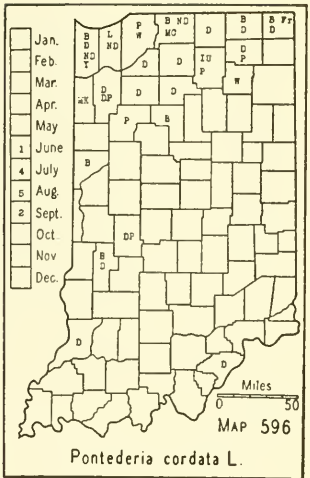 Jan.
Feb.
Mar.
Apr.
May
1 June
4 July
5 Aug.
2 Sept.
Oct.
Nov
Dec.
B
D
ND
T
L
ND
P
W
B ND
MC
D
B
D
B Fr
D
D
D
IU
P
D
P
W
MK
D
DP
D
D
P
B
B
DP
B
D
D
D
Miles
0 50
MAP 596
Pontederia cordata L.